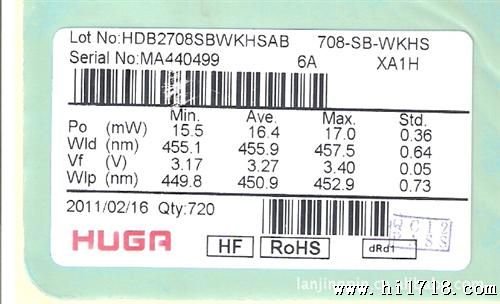 Lot No:HDB2708SBWKHSAB 708-SB-WKHS
Serial No:MA440499 6A XA1H
Min. Ave. Max. Std.
Po (mW) 15.5 16.4 17.0 0.36
Wld (nm) 455.1 455.9 457.5 0.64
Vf (V) 3.17 3.27 3.40 0.05
Wlp (nm) 449.8 450.9 452.9 0.73
2011/02/16 Qty:720
HUGA HF RoHS dRd1
www.hi1718.com